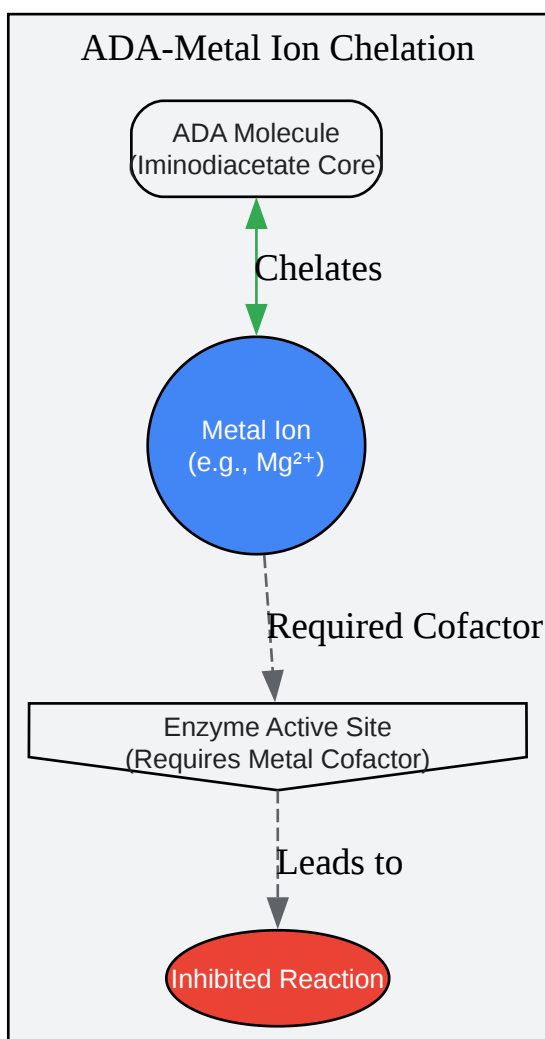 ADA-Metal Ion Chelation
ADA Molecule
(Iminodiacetate Core)
Chelates
Metal Ion
(e.g., Mg²⁺)
Required Cofactor
Enzyme Active Site
(Requires Metal Cofactor)
Leads to
Inhibited Reaction